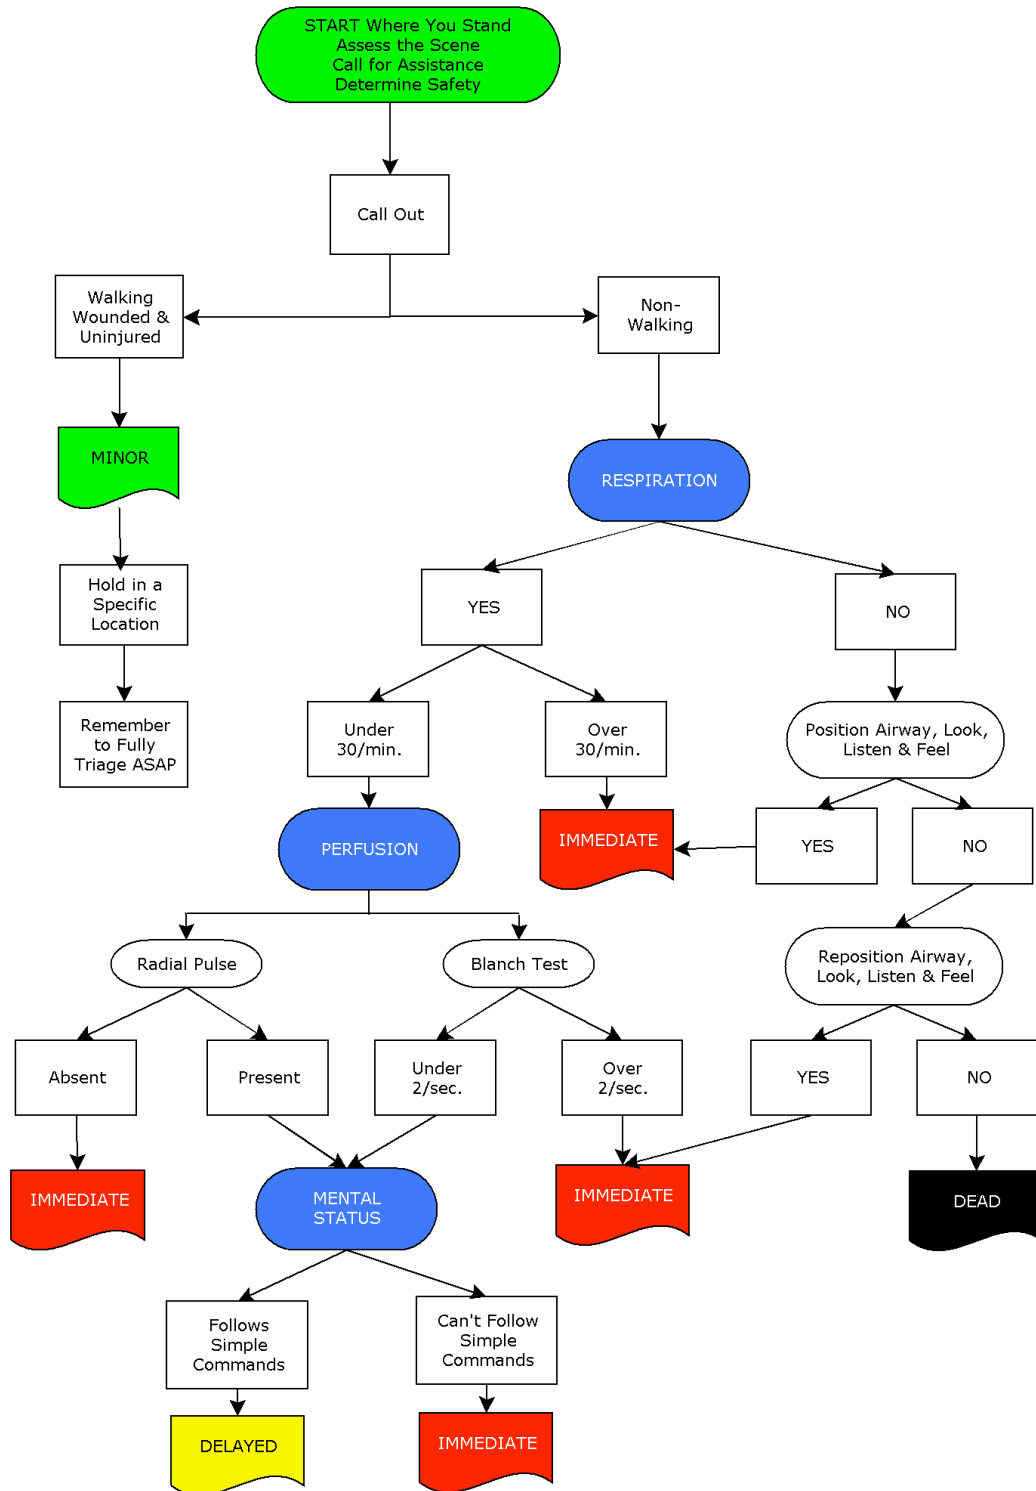 START Where You Stand
Assess the Scene
Call for Assistance
Determine Safety
Call Out
Walking
Wounded &
Uninjured
Non-
Walking
MINOR
RESPIRATION
Hold in a
Specific
Location
YES
NO
Remember
to Fully
Triage ASAP
Under
30/min.
Over
30/min.
Position Airway, Look,
Listen & Feel
PERFUSION
IMMEDIATE
YES
NO
Radial Pulse
Blanch Test
Reposition Airway,
Look, Listen & Feel
Absent
Present
Under
2/sec.
Over
2/sec.
YES
NO
IMMEDIATE
MENTAL
STATUS
IMMEDIATE
DEAD
Follows
Simple
Commands
Can't Follow
Simple
Commands
DELAYED
IMMEDIATE